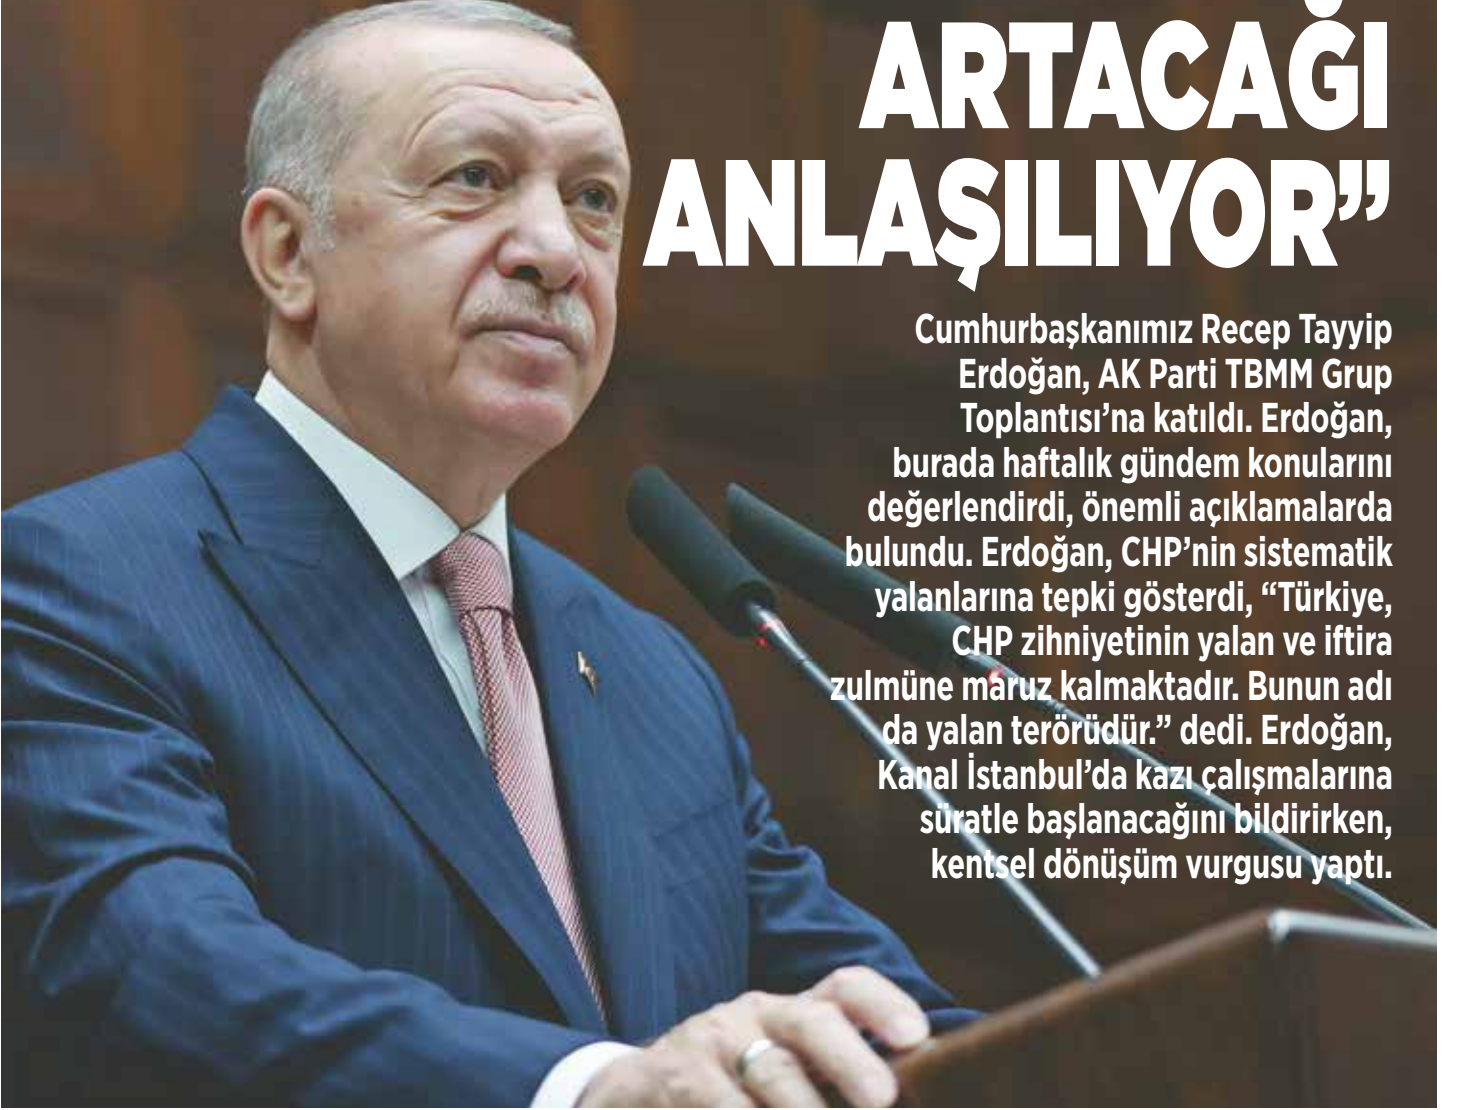 ARTACAĞI
ANLAŞILIYOR”
Cumhurbaşkanımız Recep Tayyip
Erdoğan, AK Parti TBMM Grup
Toplantısı’na katıldı. Erdoğan,
burada haftalık gündem konularını
değerlendirdi, önemli açıklamalarda
bulundu. Erdoğan, CHP’nin sistematik
yalanlarına tepki gösterdi, “Türkiye,
CHP zihniyetinin yalan ve iftira
zulmüne maruz kalmaktadır. Bunun adı
da yalan terörüdür.” dedi. Erdoğan,
Kanal İstanbul’da kazı çalışmalarına
süratle başlanacağını bildirirken,
kentsel dönüşüm vurgusu yaptı.